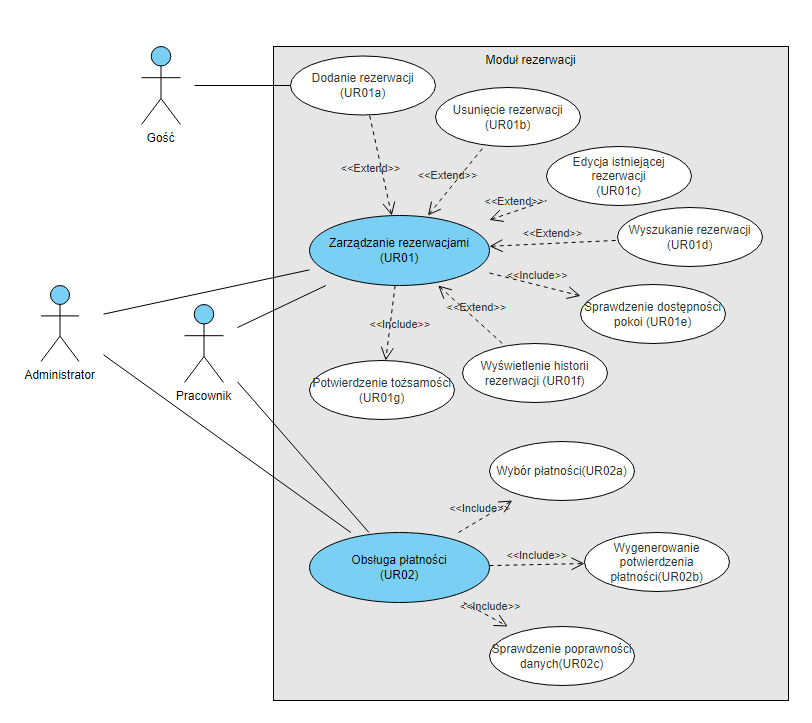 Moduł rezerwacji
Dodanie rezerwacji
(UR01a)
Usunięcie rezerwacji
(UR01b)
Gość
Edycja istniejącej
rezerwacji
(UR01c)
<<Extend>>
<<Extend>>
<<Extend>>
Wyszukanie rezerwacji
(UR01d)
<<Extend>>
Zarządzanie rezerwacjami
(UR01)
<<Include>>
Sprawdzenie dostępności
pokoi (UR01e)
<<Extend>>
<<Include>>
Administrator
Pracownik
Wyświetlenie historii
rezerwacji (UR01f)
Potwierdzenie tożsamości
(UR01g)
Wybór płatności(UR02a)
<<Include>>
Obsługa płatności
(UR02)
<<Include>>
Wygenerowanie
potwierdzenia
płatności(UR02b)
<<Include>>
Sprawdzenie poprawności
danych(UR02c)